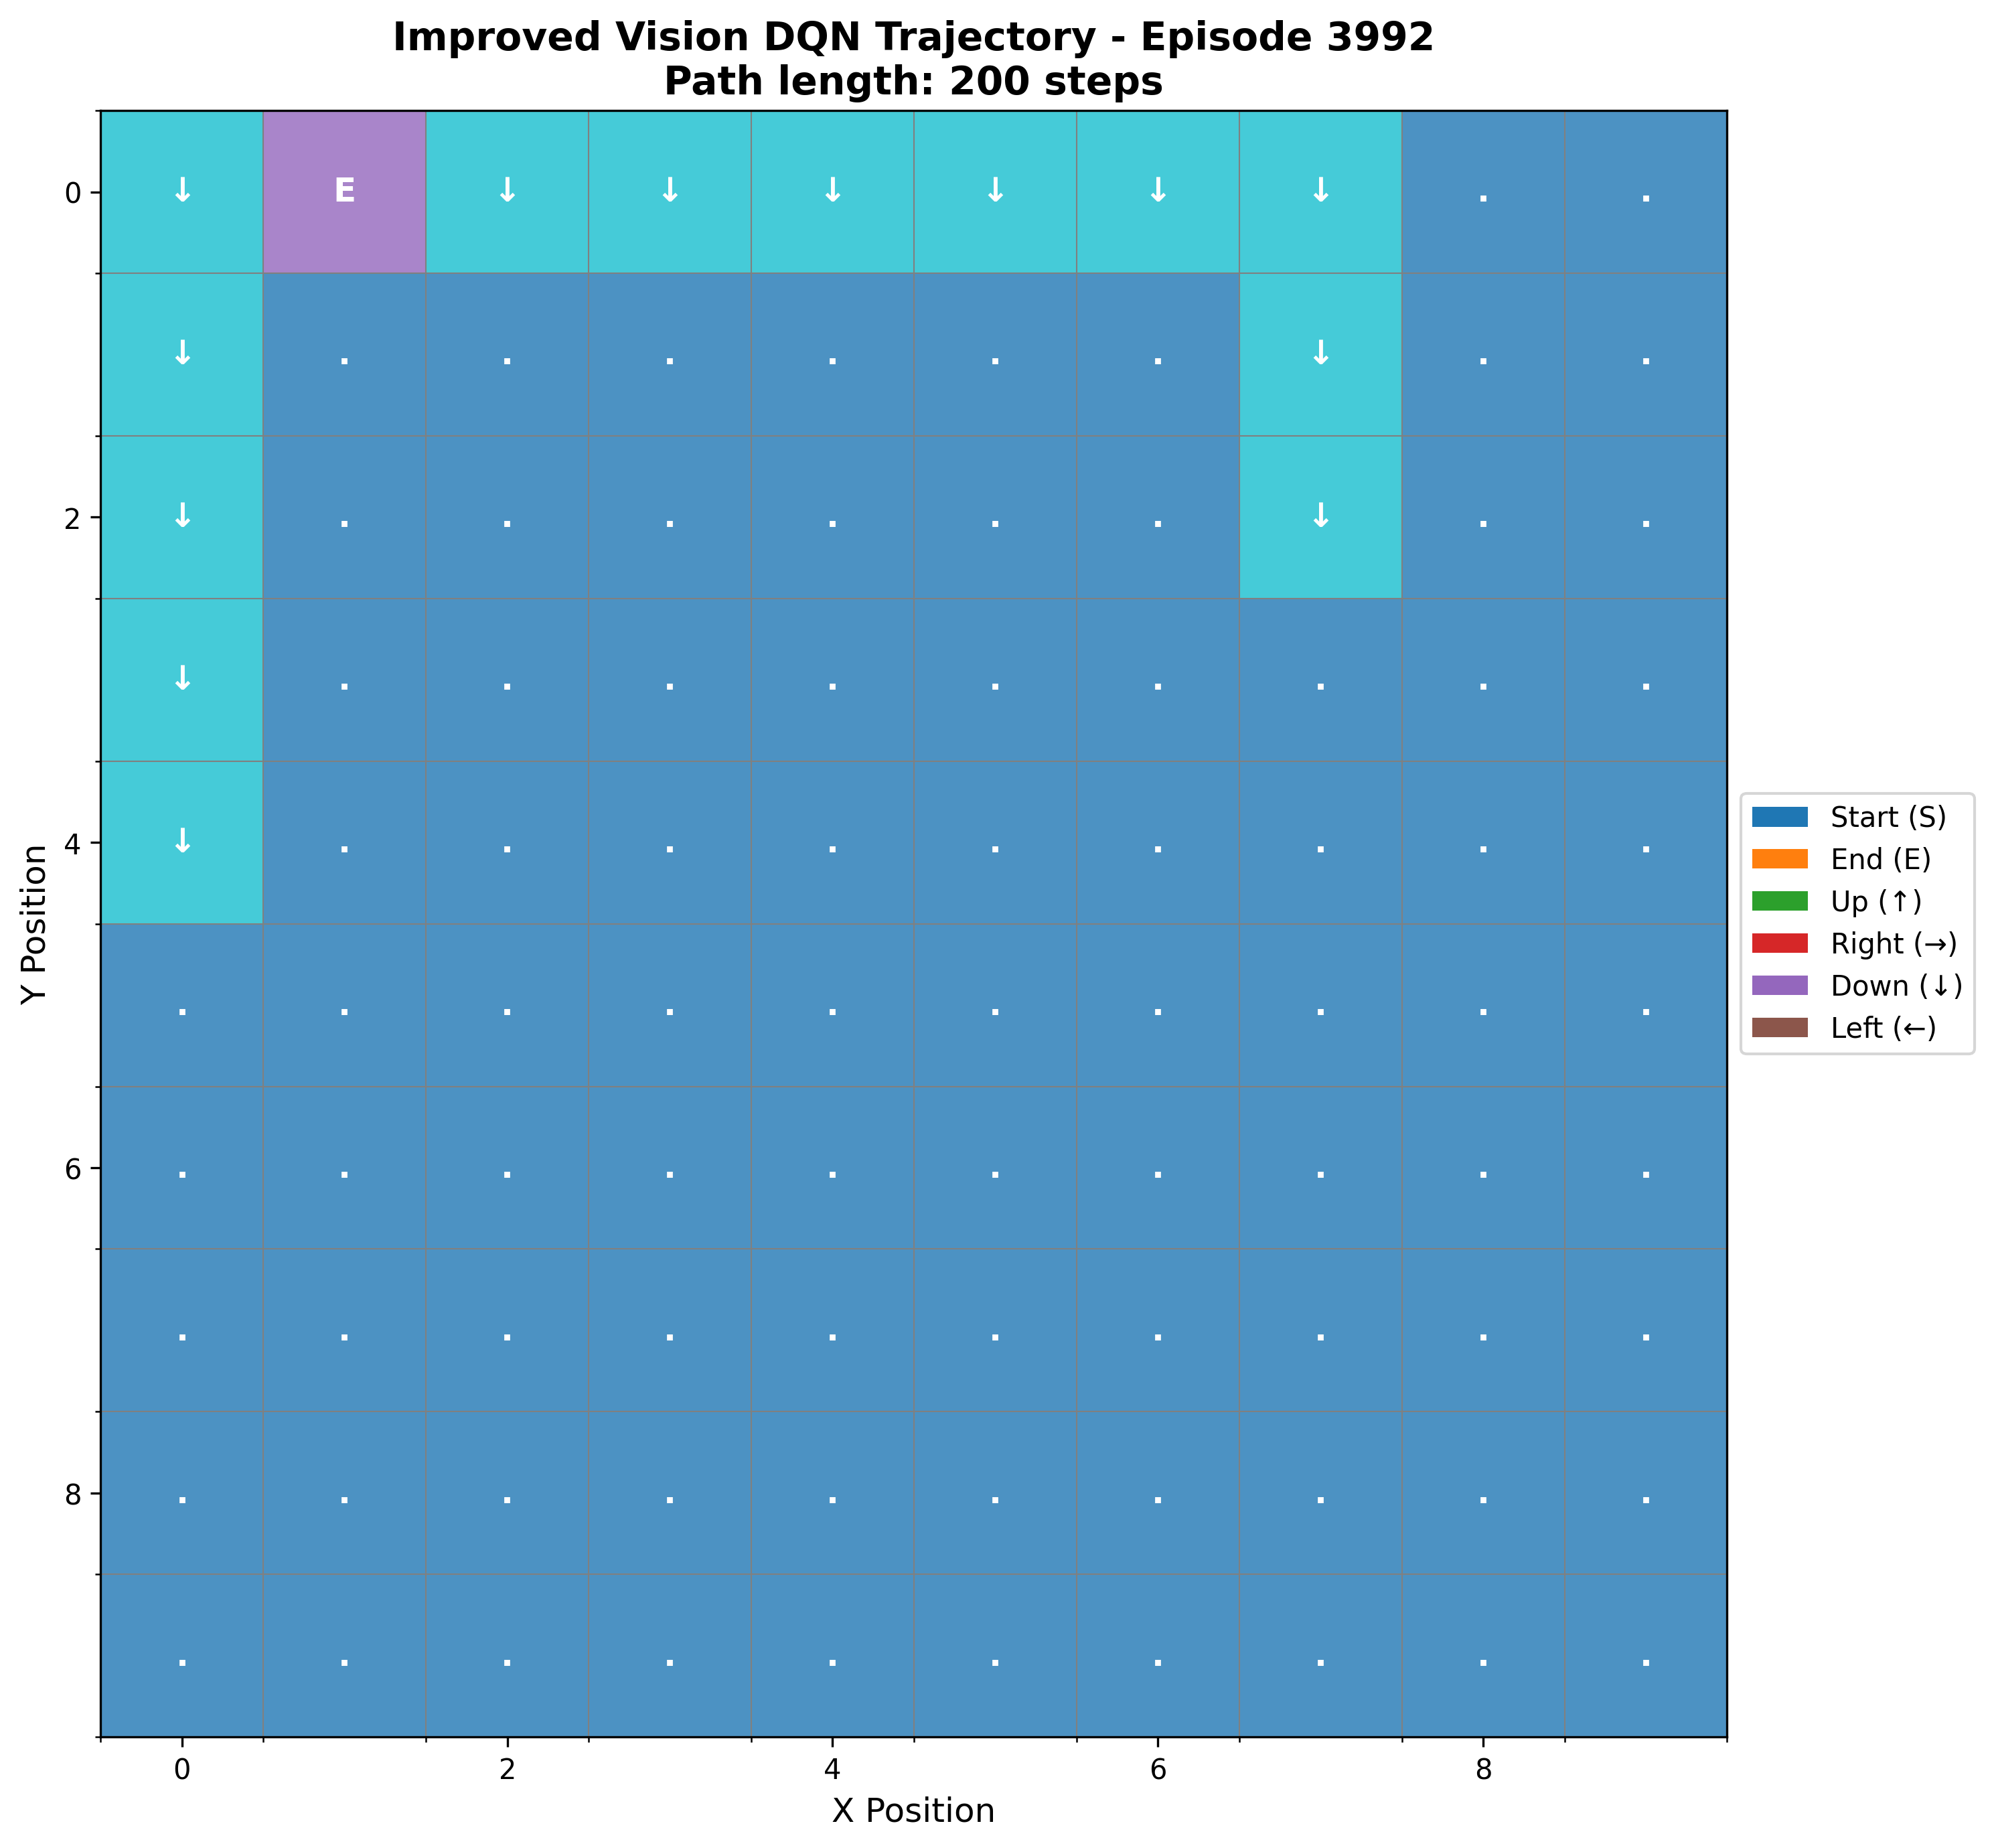 Improved Vision DQN Trajectory - Episode 3992
Path length: 200 steps
0 ↓ E ↓ ↓ ↓ ↓ ↓ ↓ . .
↓ . . . . . . ↓ . .
2 ↓ . . . . . . ↓ . .
↓ . . . . . . . . .
4 ↓ . . . . . . . . .
. . . . . . . . . .
6 . . . . . . . . . .
. . . . . . . . . .
8 . . . . . . . . . .
. . . . . . . . . .
0 2 4 6 8
X Position
Y Position
Start (S)
End (E)
Up (↑)
Right (→)
Down (↓)
Left (←)